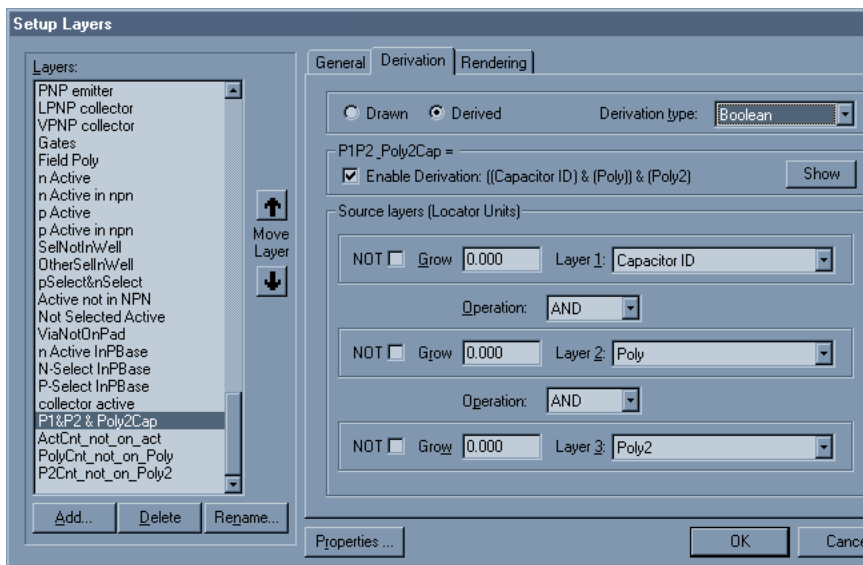 Setup Layers
Layers:
PNP emitter
LPNP collector
VPNP collector
Gates
Field Poly
n Active
n Active in npn
p Active
p Active in npn
SelNotInWell
OtherSelInWell
pSelect&nSelect
Active not in NPN
Not Selected Active
ViaNotOnPad
n Active InPBase
N-Select InPBase
P-Select InPBase
collector active
P1&P2 & Poly2Cap
ActCnt_not_on_act
PolyCnt_not_on_Poly
P2Cnt_not_on_Poly2
Add... Delete Rename...
Move
Layer
General Derivation Rendering
Drawn Derived Derivation type: Boolean
P1P2_Poly2Cap =
Enable Derivation: ((Capacitor ID) & (Poly)) & (Poly2) Show
Source layers (Locator Units)
NOT Grow 0.000 Layer 1: Capacitor ID
Operation: AND
NOT Grow 0.000 Layer 2: Poly
Operation: AND
NOT Grow 0.000 Layer 3: Poly2
Properties ... OK Cance